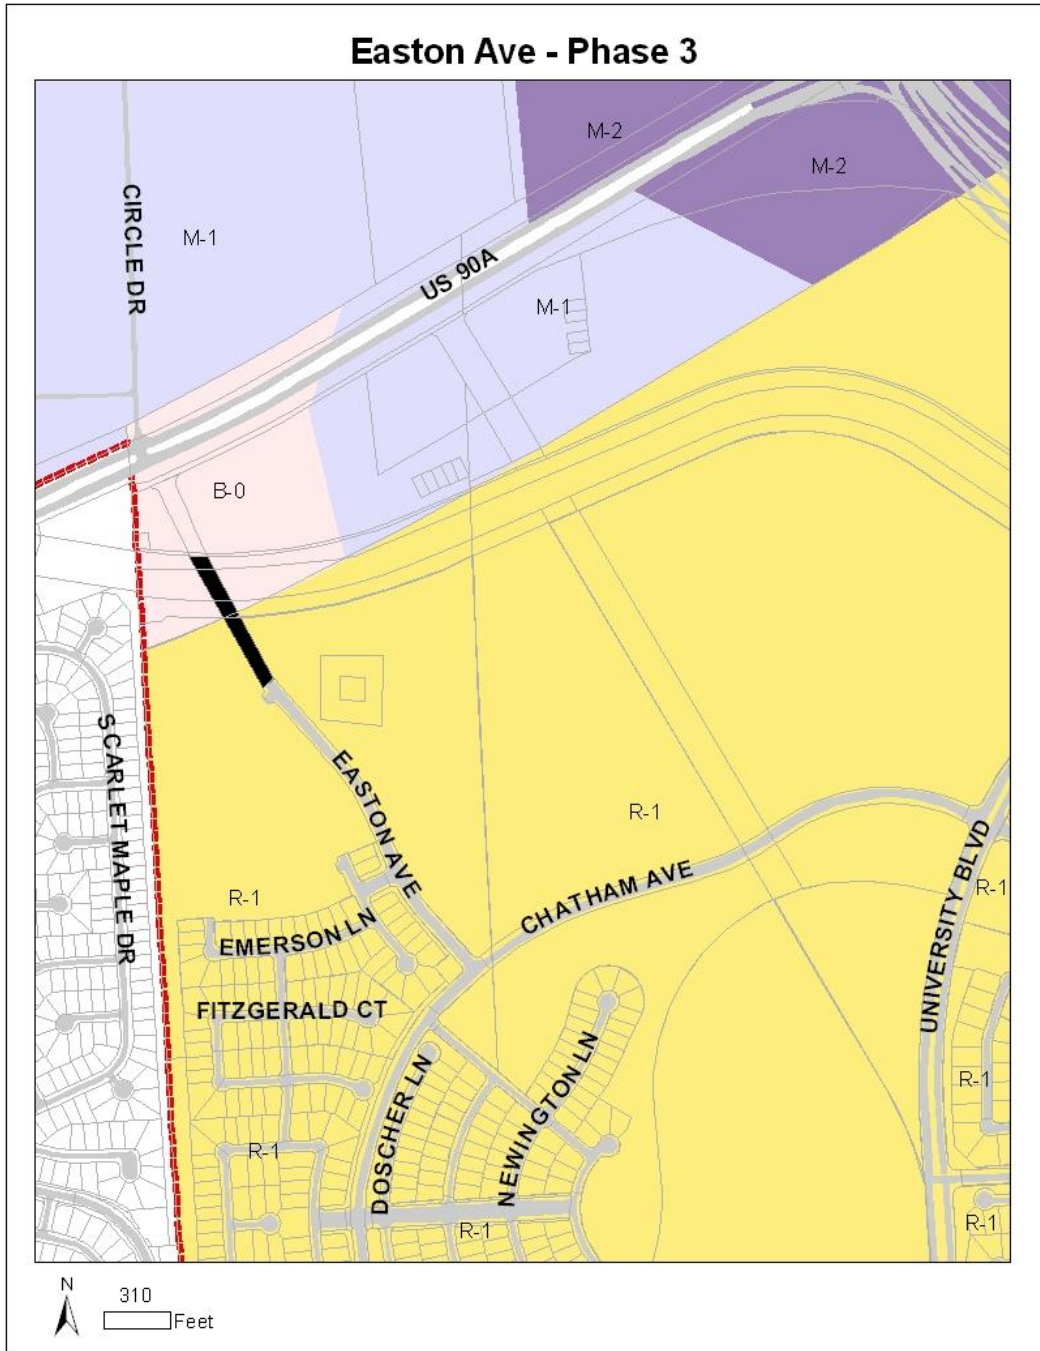 Easton Ave - Phase 3
M-2
M-2
CIRCLE DR
M-1
US 90A
M-1
B-0
SCARLET MAPLE DR
EASTON AVE
R-1
CHATHAM AVE
UNIVERSITY BLVD
R-1
R-1
EMERSON LN
FITZGERALD CT
DOSCHER LN
NEWINGTON LN
R-1
R-1
R-1
R-1
N
310
Feet